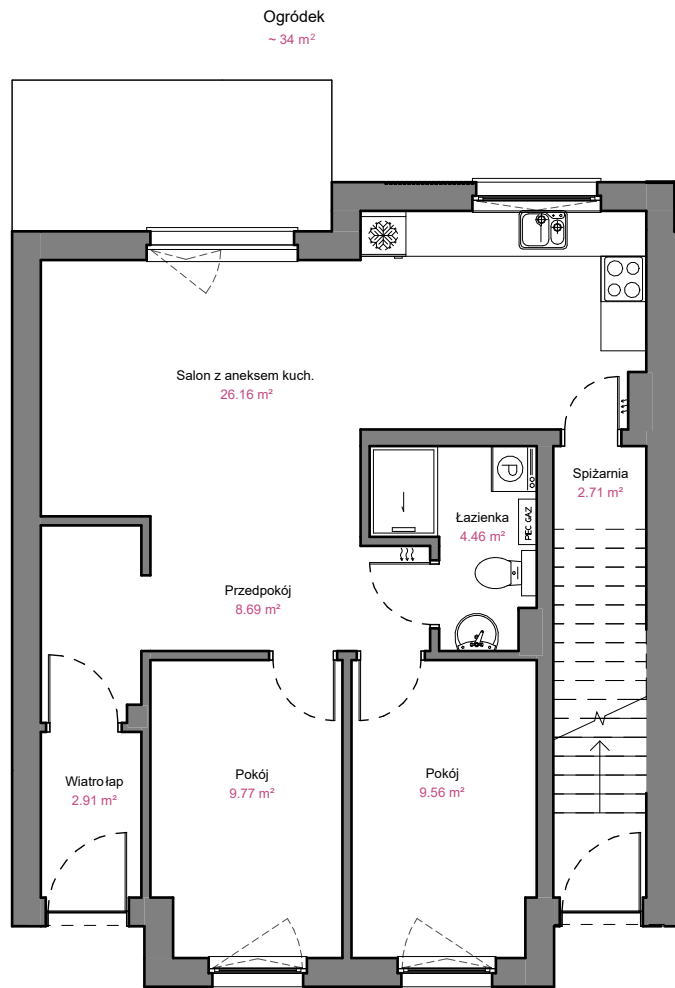 Ogródek
~ 34 m²
Salon z aneksem kuch.
26.16 m²
Spiżarnia
2.71 m²
P
Łazienka
4.46 m²
PIEC GAZ
Przedpokój
8.69 m²
Wiatrołap
2.91 m²
Pokój
9.77 m²
Pokój
9.56 m²